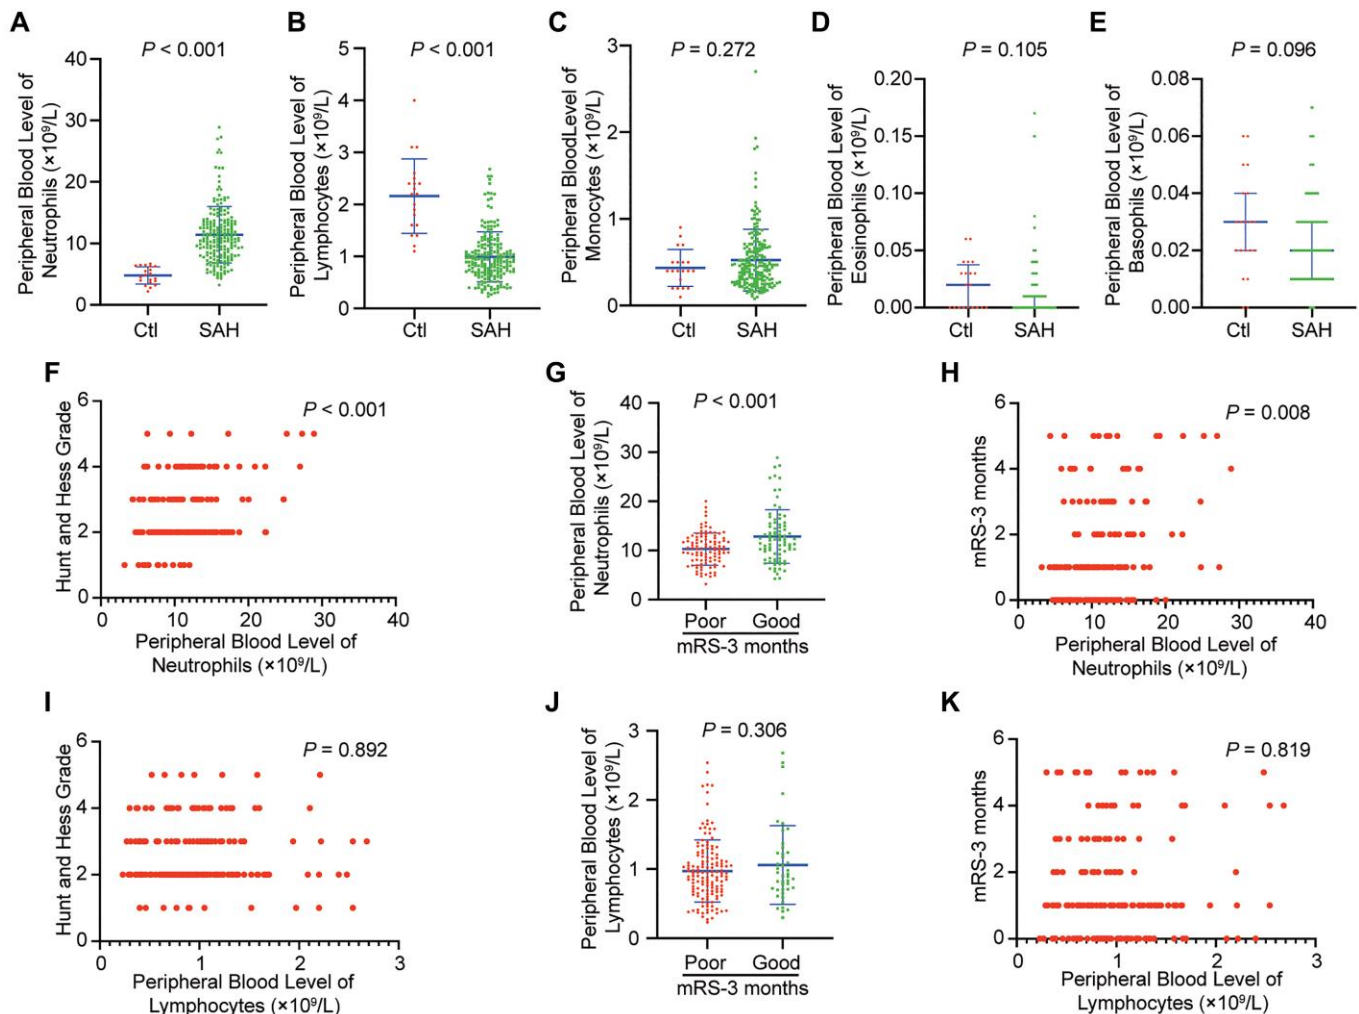 A
P < 0.001
Peripheral Blood Level of
Neutrophils (×10⁹/L)
40
30
20
10
0
Ctl
SAH
B
P < 0.001
Peripheral Blood Level of
Lymphocytes (×10⁹/L)
5
4
3
2
1
0
Ctl
SAH
C
P = 0.272
Peripheral BloodLevel of
Monocytes (×10⁹/L)
3
2
1
0
Ctl
SAH
D
P = 0.105
Peripheral Blood Level of
Eosinophils (×10⁹/L)
0.20
0.15
0.10
0.05
0.00
Ctl
SAH
E
P = 0.096
Peripheral Blood Level of
Basophils (×10⁹/L)
0.08
0.06
0.04
0.02
0.00
Ctl
SAH
F
P < 0.001
Hunt and Hess Grade
6
4
2
0
0
10
20
30
40
Peripheral Blood Level of
Neutrophils (×10⁹/L)
G
P < 0.001
Peripheral Blood Level of
Neutrophils (×10⁹/L)
40
30
20
10
0
Poor
Good
mRS-3 months
H
P = 0.008
mRS-3 months
6
4
2
0
0
10
20
30
40
Peripheral Blood Level of
Neutrophils (×10⁹/L)
I
P = 0.892
Hunt and Hess Grade
6
4
2
0
0
1
2
3
Peripheral Blood Level of
Lymphocytes (×10⁹/L)
J
P = 0.306
Peripheral Blood Level of
Lymphocytes (×10⁹/L)
3
2
1
0
Poor
Good
mRS-3 months
K
P = 0.819
mRS-3 months
6
4
2
0
0
1
2
3
Peripheral Blood Level of
Lymphocytes (×10⁹/L)